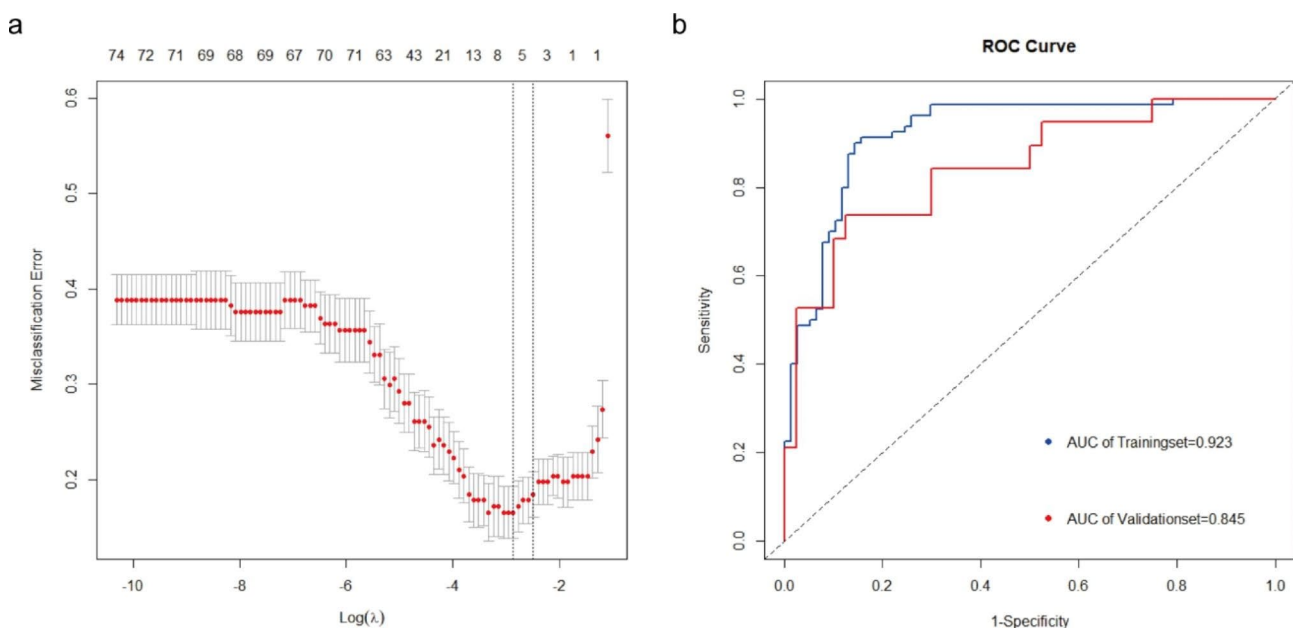 a
74 72 71 69 68 69 67 70 71 63 43 21 13 8 5 3 1 1
0.6
0.5
0.4
0.3
0.2
Misclassification Error
-10 -8 -6 -4 -2
Log(λ)
b
ROC Curve
1.0
0.8
0.6
0.4
0.2
0.0
Sensitivity
AUC of Trainingset=0.923
AUC of Validationset=0.845
0.0 0.2 0.4 0.6 0.8 1.0
1-Specificity